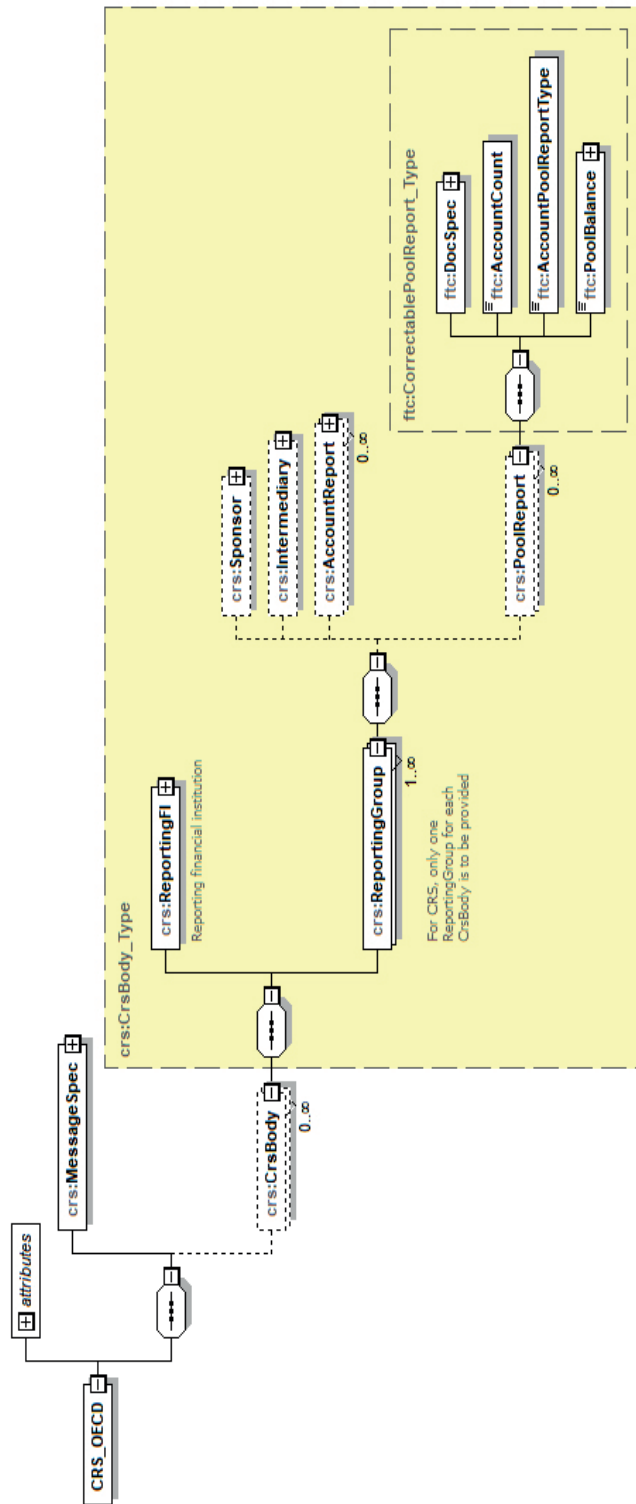 CRS_OECD
attributes
crs:MessageSpec
crs:CrsBody
0..∞
crs:CrsBody_Type
crs:ReportingFI
Reporting financial institution
crs:ReportingGroup
1..∞
For CRS, only one
ReportingGroup for each
CrsBody is to be provided
crs:Sponsor
crs:Intermediary
crs:AccountReport
0..∞
crs:PoolReport
0..∞
ftc:CorrectablePoolReport_Type
ftc:DocSpec
ftc:AccountCount
ftc:AccountPoolReportType
ftc:PoolBalance